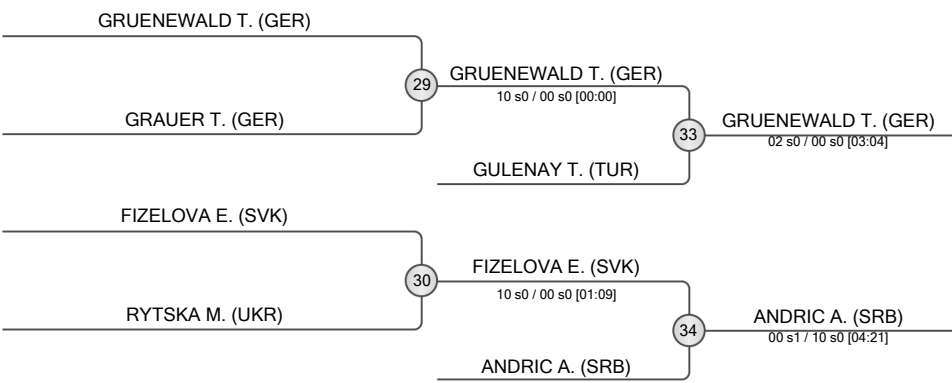 GRUENEWALD T. (GER)
29
GRUENEWALD T. (GER)
10 s0 / 00 s0 [00:00]
GRAUER T. (GER)
33
GRUENEWALD T. (GER)
02 s0 / 00 s0 [03:04]
GULENAY T. (TUR)
FIZELOVA E. (SVK)
30
FIZELOVA E. (SVK)
10 s0 / 00 s0 [01:09]
RYTSKA M. (UKR)
34
ANDRIC A. (SRB)
00 s1 / 10 s0 [04:21]
ANDRIC A. (SRB)